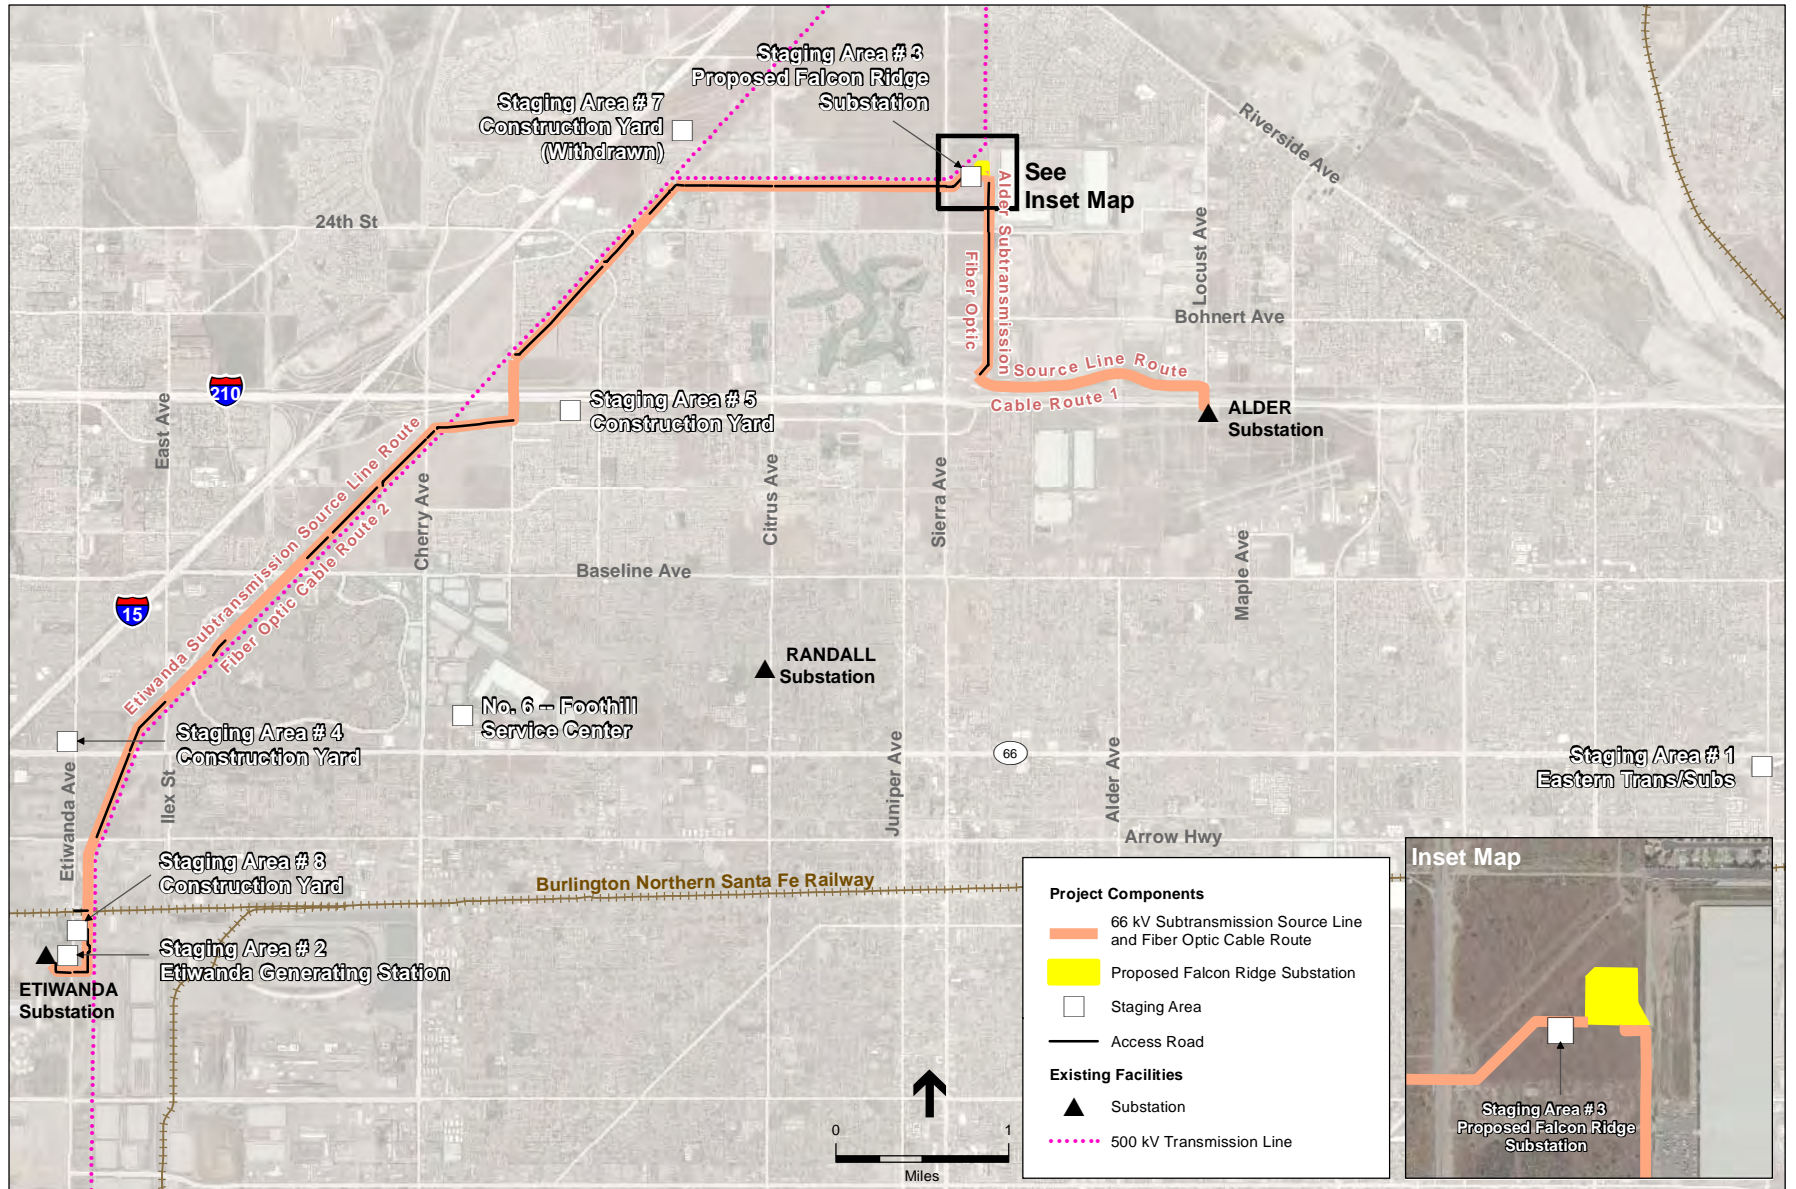 Staging Area # 3
Proposed Falcon Ridge
Substation
Staging Area # 7
Construction Yard
(Withdrawn)
Riverside Ave
See
Inset Map
24th St
Alder Subtransmission
Source Line Route
Fiber Optic
Cable Route 1
Locust Ave
Bohnert Ave
210
Staging Area # 5
Construction Yard
ALDER
Substation
East Ave
Etiwanda Subtransmission Source Line Route
Fiber Optic Cable Route 2
Cherry Ave
Citrus Ave
Sierra Ave
Maple Ave
Baseline Ave
15
RANDALL
Substation
No. 6 – Foothill
Service Center
Staging Area # 4
Construction Yard
Etiwanda Ave
Ilex St
Juniper Ave
66
Alder Ave
Staging Area # 1
Eastern Trans/Subs
Arrow Hwy
Staging Area # 8
Construction Yard
Burlington Northern Santa Fe Railway
Staging Area # 2
Etiwanda Generating Station
ETIWANDA
Substation
0
1
Miles
Project Components
66 kV Subtransmission Source Line
and Fiber Optic Cable Route
Proposed Falcon Ridge Substation
Staging Area
Access Road
Existing Facilities
Substation
500 kV Transmission Line
Inset Map
Staging Area # 3
Proposed Falcon Ridge
Substation